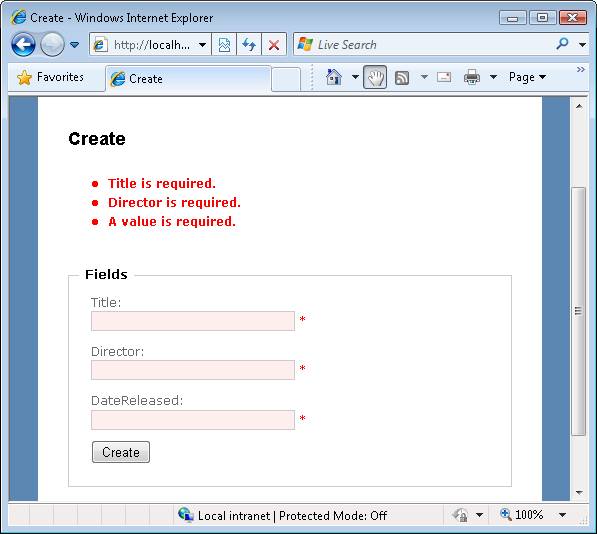 Create - Windows Internet Explorer
http://localh... Live Search
Favorites Create Page
Create
• Title is required.
• Director is required.
• A value is required.
Fields
Title:
*
Director:
*
DateReleased:
*
Create
Local intranet | Protected Mode: Off 100%